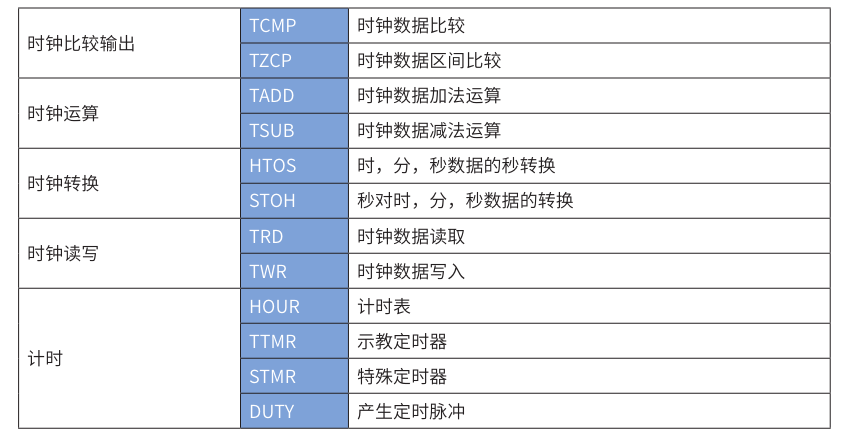 时钟比较输出
TCMP 时钟数据比较
TZCP 时钟数据区间比较
时钟运算
TADD 时钟数据加法运算
TSUB 时钟数据减法运算
时钟转换
HTOS 时，分，秒数据的秒转换
STOH 秒对时，分，秒数据的转换
时钟读写
TRD 时钟数据读取
TWR 时钟数据写入
计时
HOUR 计时表
TTMR 示教定时器
STMR 特殊定时器
DUTY 产生定时脉冲